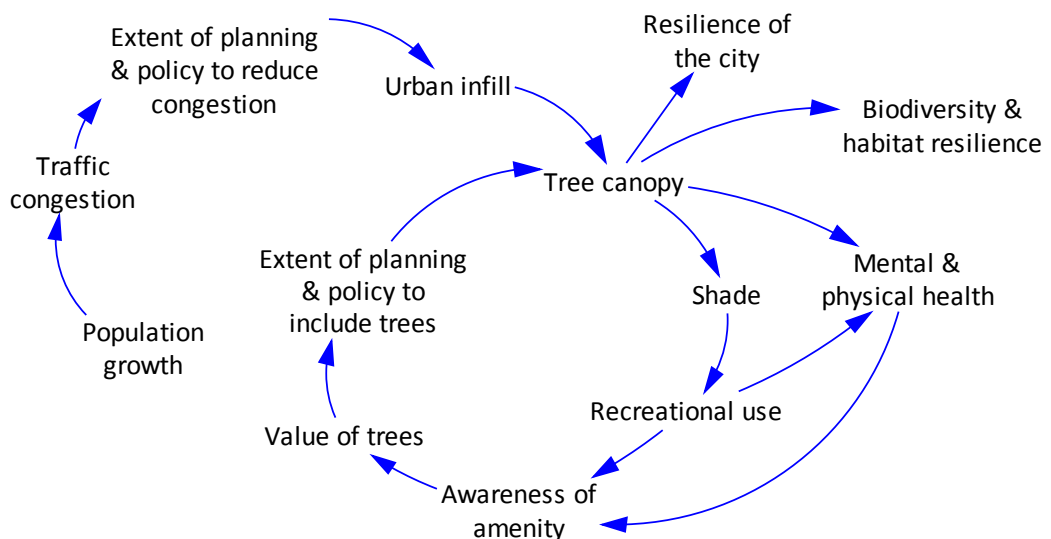 Extent of planning
& policy to reduce
congestion
Urban infill
Resilience of
the city
Biodiversity &
habitat resilience
Traffic
congestion
Tree canopy
Extent of planning
& policy to
include trees
Shade
Mental &
physical health
Population
growth
Recreational use
Value of trees
Awareness of
amenity